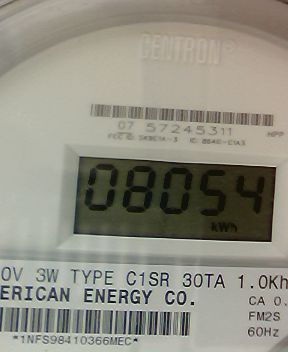 CENTRON®
07 57245311
HPP
08054
kWh
0V 3W TYPE C1SR 30TA 1.0Kh
ERICAN ENERGY CO.
CA 0.
FM2S
60Hz
*1NFS98410366MEC*